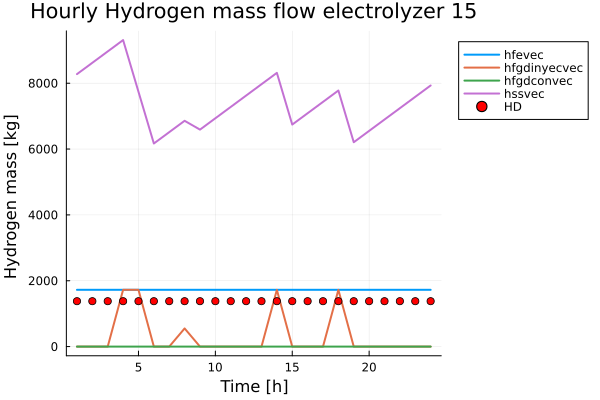 Hourly Hydrogen mass flow electrolyzer 15
hfevec
hfgdinyecvec
hfgdconvec
hssvec
HD
Hydrogen mass [kg]
8000
6000
4000
2000
0
5
10
15
20
Time [h]